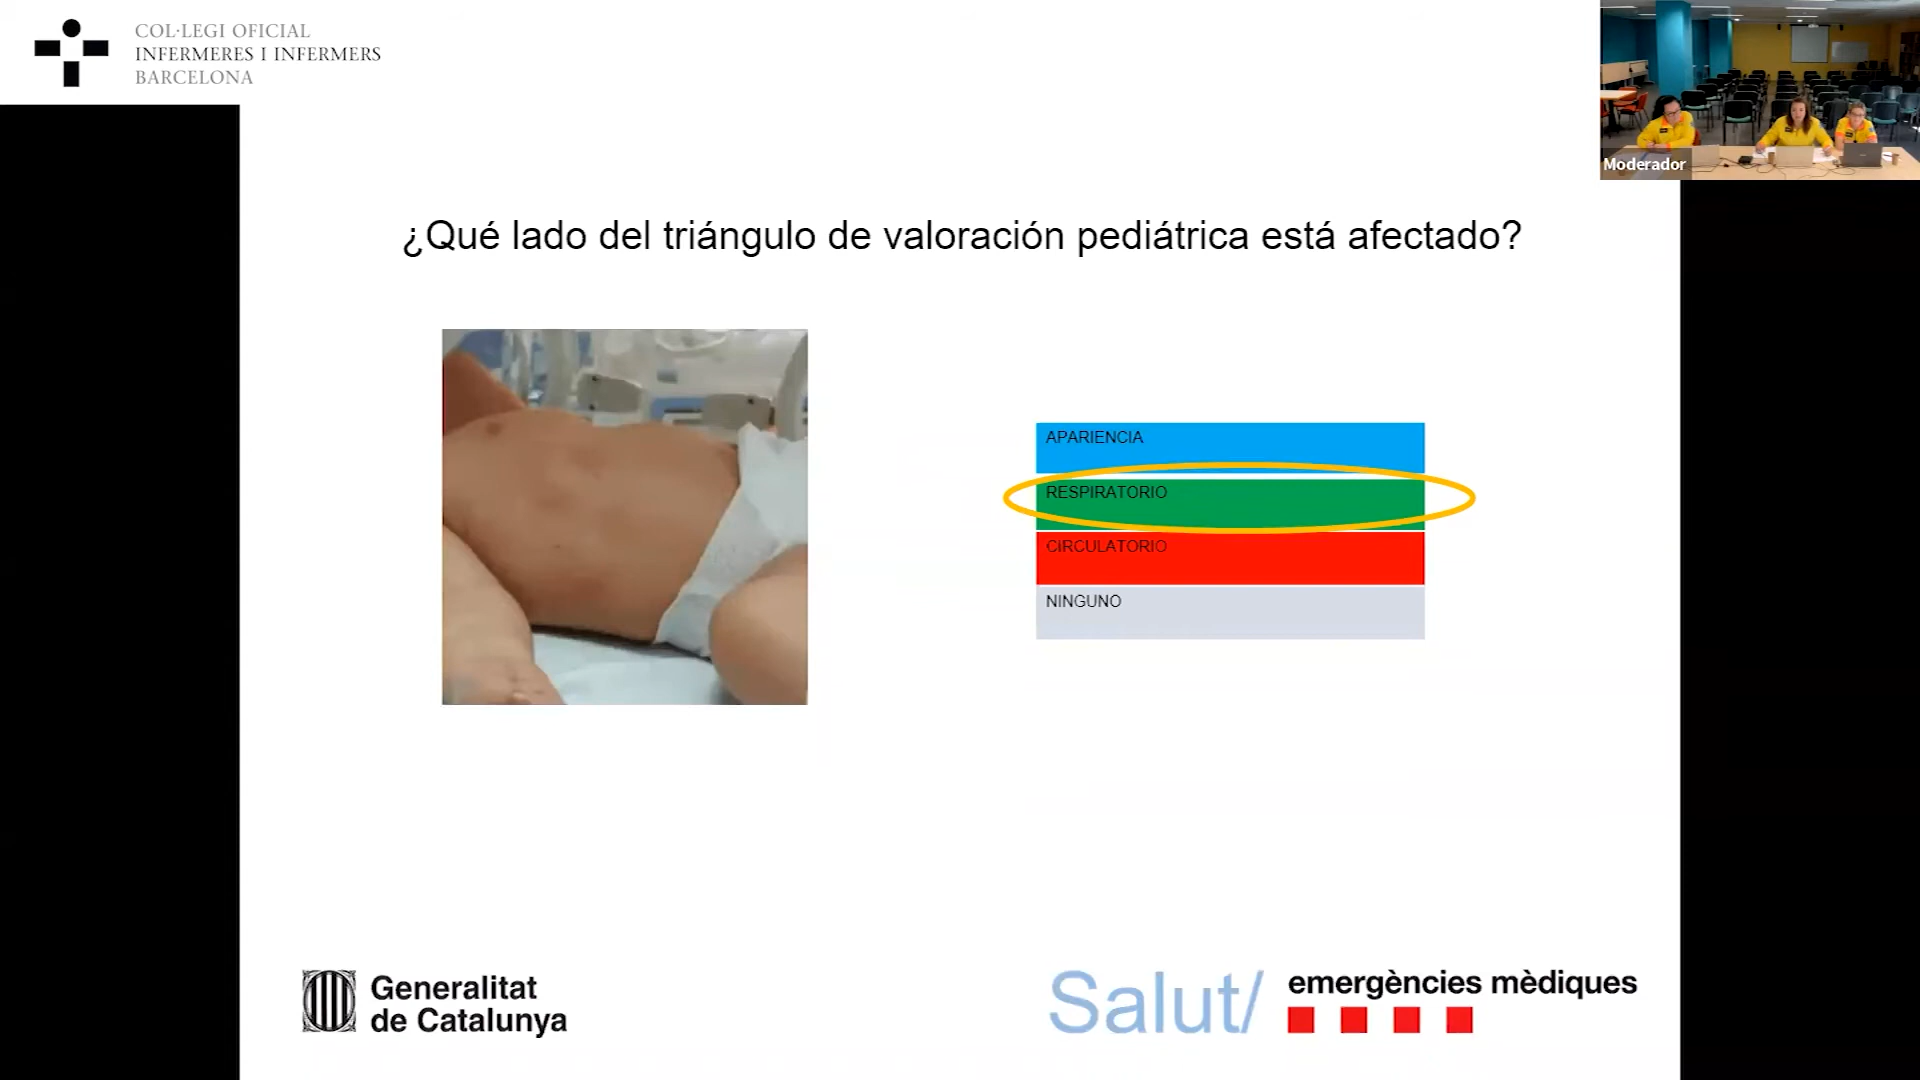 COL·LEGI OFICIAL
INFERMERES I INFERMERS
BARCELONA
Moderador
¿Qué lado del triángulo de valoración pediátrica está afectado?
APARIENCIA
RESPIRATORIO
CIRCULATORIO
NINGUNO
Generalitat
de Catalunya
Salut/
emergències mèdiques